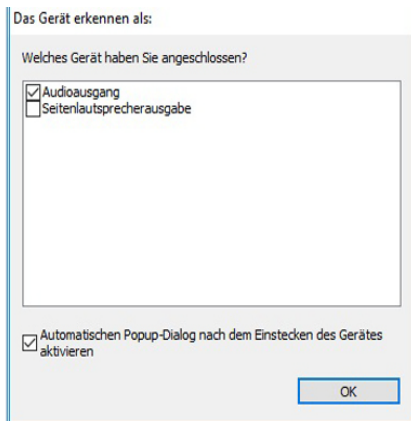 Das Gerät erkennen als:
Welches Gerät haben Sie angeschlossen?
Audioausgang
Seitenlautsprecherausgabe
Automatischen Popup-Dialog nach dem Einstecken des Gerätes
aktivieren
OK